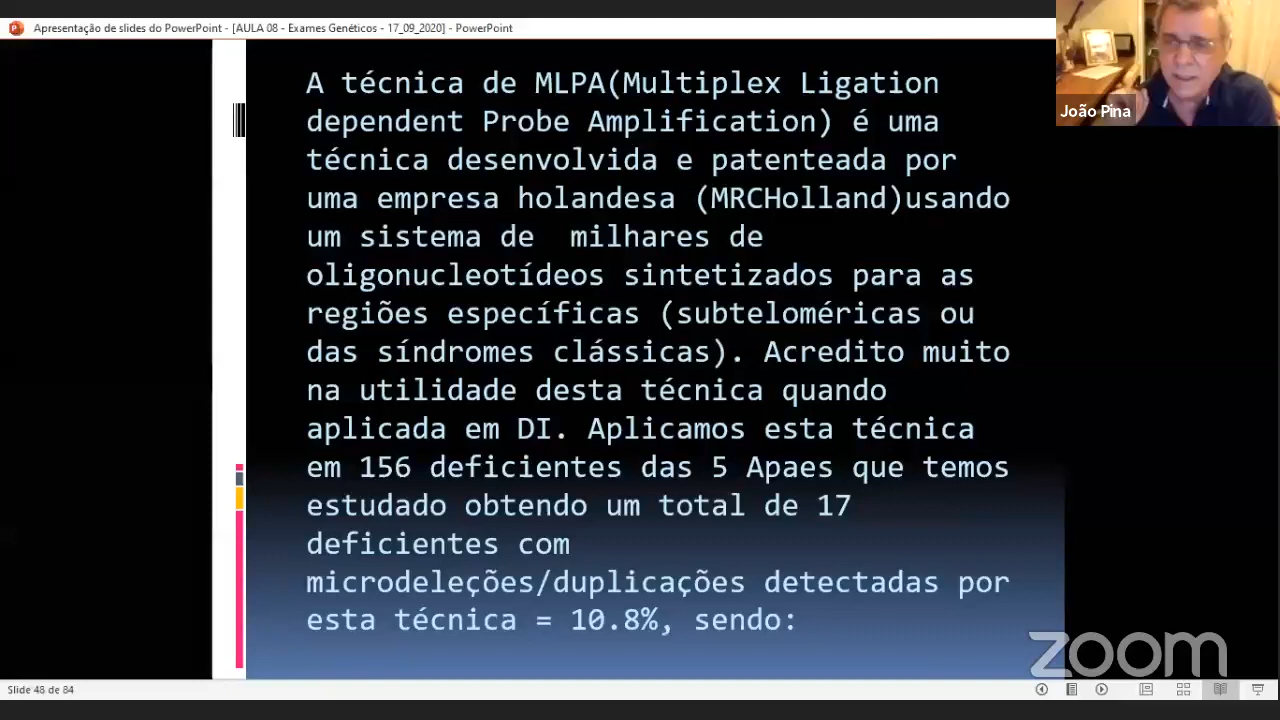 Apresentação de slides do PowerPoint - [AULA 08 - Exames Genéticos - 17_09_2020] - PowerPoint
João Pina
A técnica de MLPA(Multiplex Ligation
dependent Probe Amplification) é uma
técnica desenvolvida e patenteada por
uma empresa holandesa (MRCHolland)usando
um sistema de  milhares de
oligonucleotídeos sintetizados para as
regiões específicas (subteloméricas ou
das síndromes clássicas). Acredito muito
na utilidade desta técnica quando
aplicada em DI. Aplicamos esta técnica
em 156 deficientes das 5 Apaes que temos
estudado obtendo um total de 17
deficientes com
microdeleções/duplicações detectadas por
esta técnica = 10.8%, sendo:
zoom
Slide 48 de 84